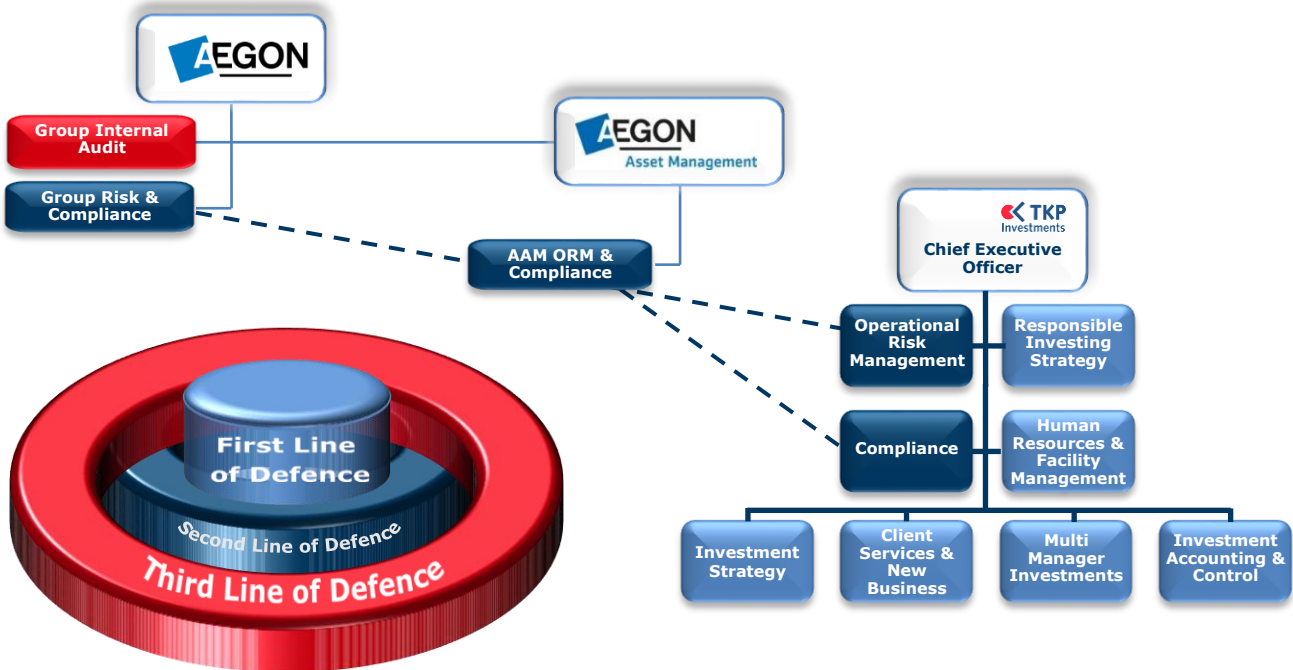 AEGON
Group Internal
Audit
Group Risk &
Compliance
AEGON
Asset Management
AAM ORM &
Compliance
TKP
Investments
Chief Executive
Officer
Operational
Risk
Management
Responsible
Investing
Strategy
Compliance
Human
Resources &
Facility
Management
Investment
Strategy
Client
Services &
New
Business
Multi
Manager
Investments
Investment
Accounting &
Control
First Line
of Defence
Second Line of Defence
Third Line of Defence